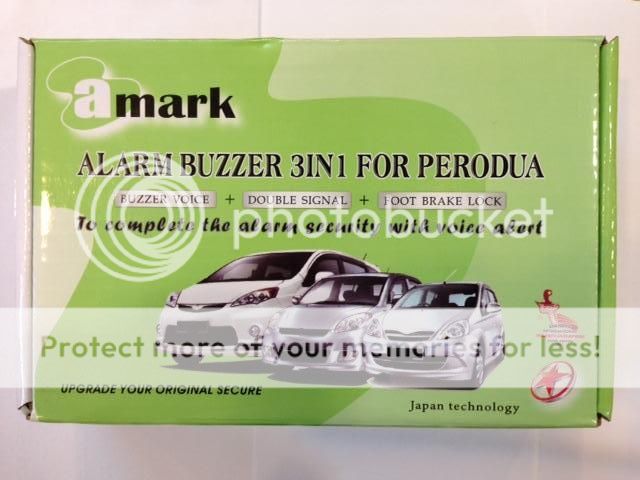 amark
ALARM BUZZER 3IN1 FOR PERODUA
BUZZER VOICE + DOUBLE SIGNAL + FOOT BRAKE LOCK
To complete the alarm security with voice alert
photobucket
Protect more of your memories for less!
UPGRADE YOUR ORIGINAL SECURE
Japan technology